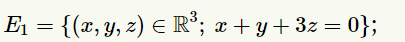 E₁ = {(x, y, z) ∈ ℝ³; x + y + 3z = 0};